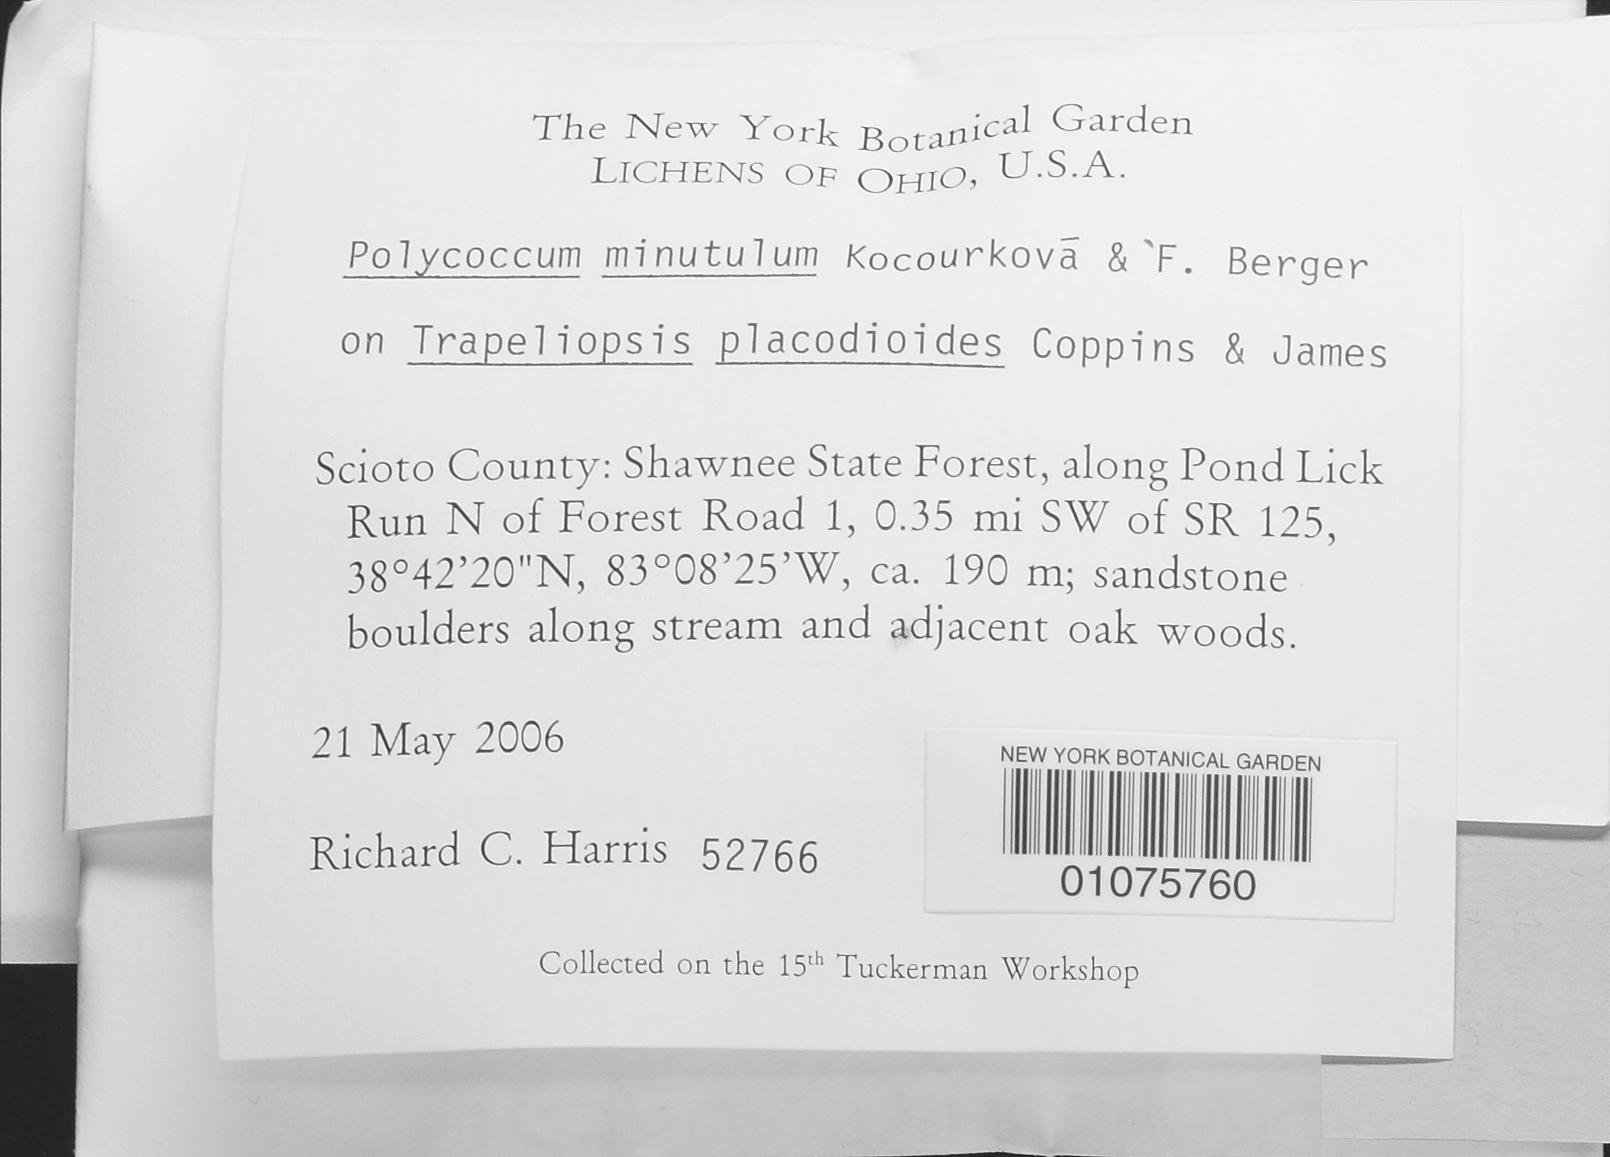 The New York Botanical Garden
LICHENS OF OHIO, U.S.A.
Polycoccum minutulum Kocourkovā & `F. Berger
on Trapeliopsis placodioides Coppins & James
Scioto County: Shawnee State Forest, along Pond Lick
Run N of Forest Road 1, 0.35 mi SW of SR 125,
38°42’20"N, 83°08’25’W, ca. 190 m; sandstone
boulders along stream and adjacent oak woods.
21 May 2006
NEW YORK BOTANICAL GARDEN
01075760
Richard C. Harris 52766
Collected on the 15th Tuckerman Workshop